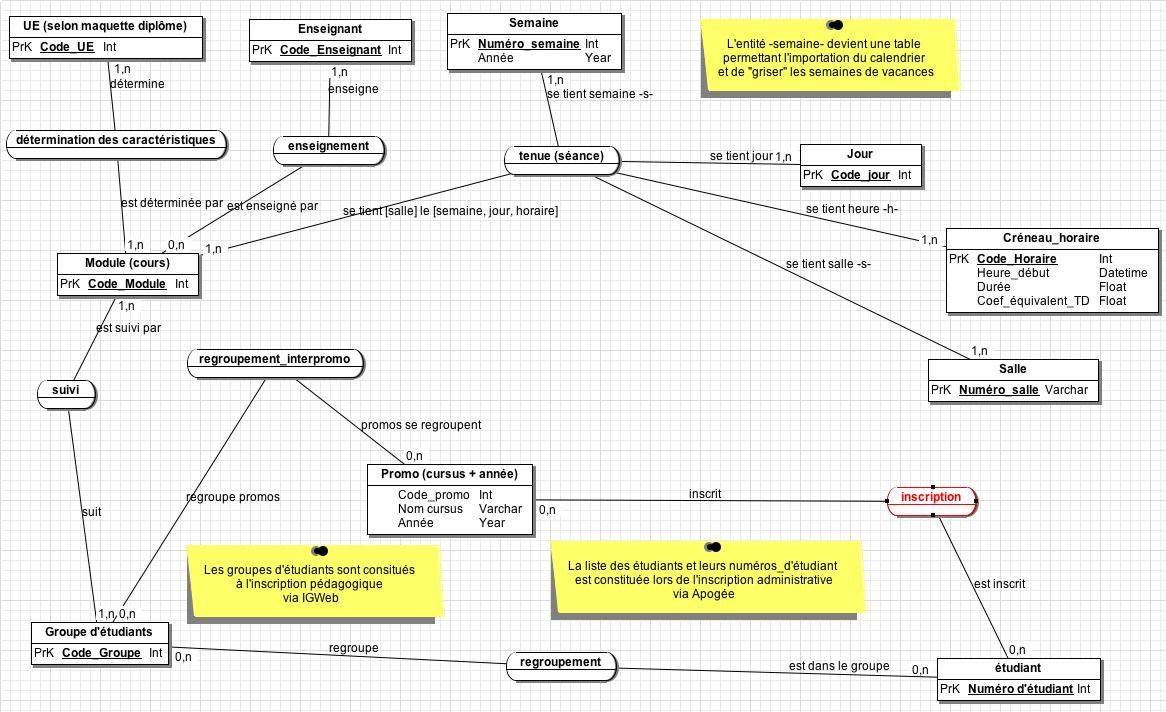 UE (selon maquette diplôme)
PrK Code_UE Int
Enseignant
PrK Code_Enseignant Int
Semaine
PrK Numéro_semaine Int
Année Year
L'entité -semaine- devient une table
permettant l'importation du calendrier
et de "griser" les semaines de vacances
1,n
détermine
1,n
enseigne
1,n
se tient semaine -s-
détermination des caractéristiques
enseignement
tenue (séance)
se tient jour 1,n
Jour
PrK Code_jour Int
est déterminée par
est enseigné par
se tient [salle] le [semaine, jour, horaire]
se tient heure -h-
1,n
0,n
1,n
1,n
Créneau_horaire
PrK Code_Horaire Int
Heure_début Datetime
Durée Float
Coef_équivalent_TD Float
Module (cours)
PrK Code_Module Int
se tient salle -s-
1,n
est suivi par
1,n
Salle
PrK Numéro_salle Varchar
regroupement_interpromo
suivi
promos se regroupent
0,n
Promo (cursus + année)
Code_promo Int
Nom cursus Varchar
Année Year
0,n
inscrit
inscription
regroupe promos
suit
Les groupes d'étudiants sont consitués
à l'inscription pédagogique
via IGWeb
La liste des étudiants et leurs numéros_d'étudiant
est constituée lors de l'inscription administrative
via Apogée
est inscrit
1,n
0,n
Groupe d'étudiants
PrK Code_Groupe Int
0,n
regroupe
regroupement
est dans le groupe
0,n
0,n
étudiant
PrK Numéro d'étudiant Int